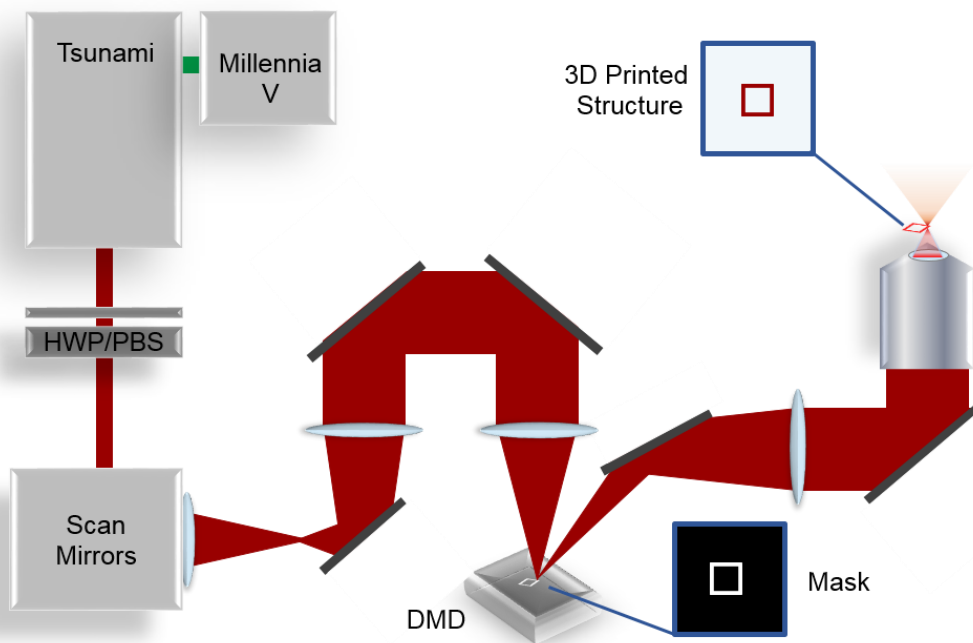 Tsunami
Millennia
V
3D Printed
Structure
HWP/PBS
Scan
Mirrors
DMD
Mask